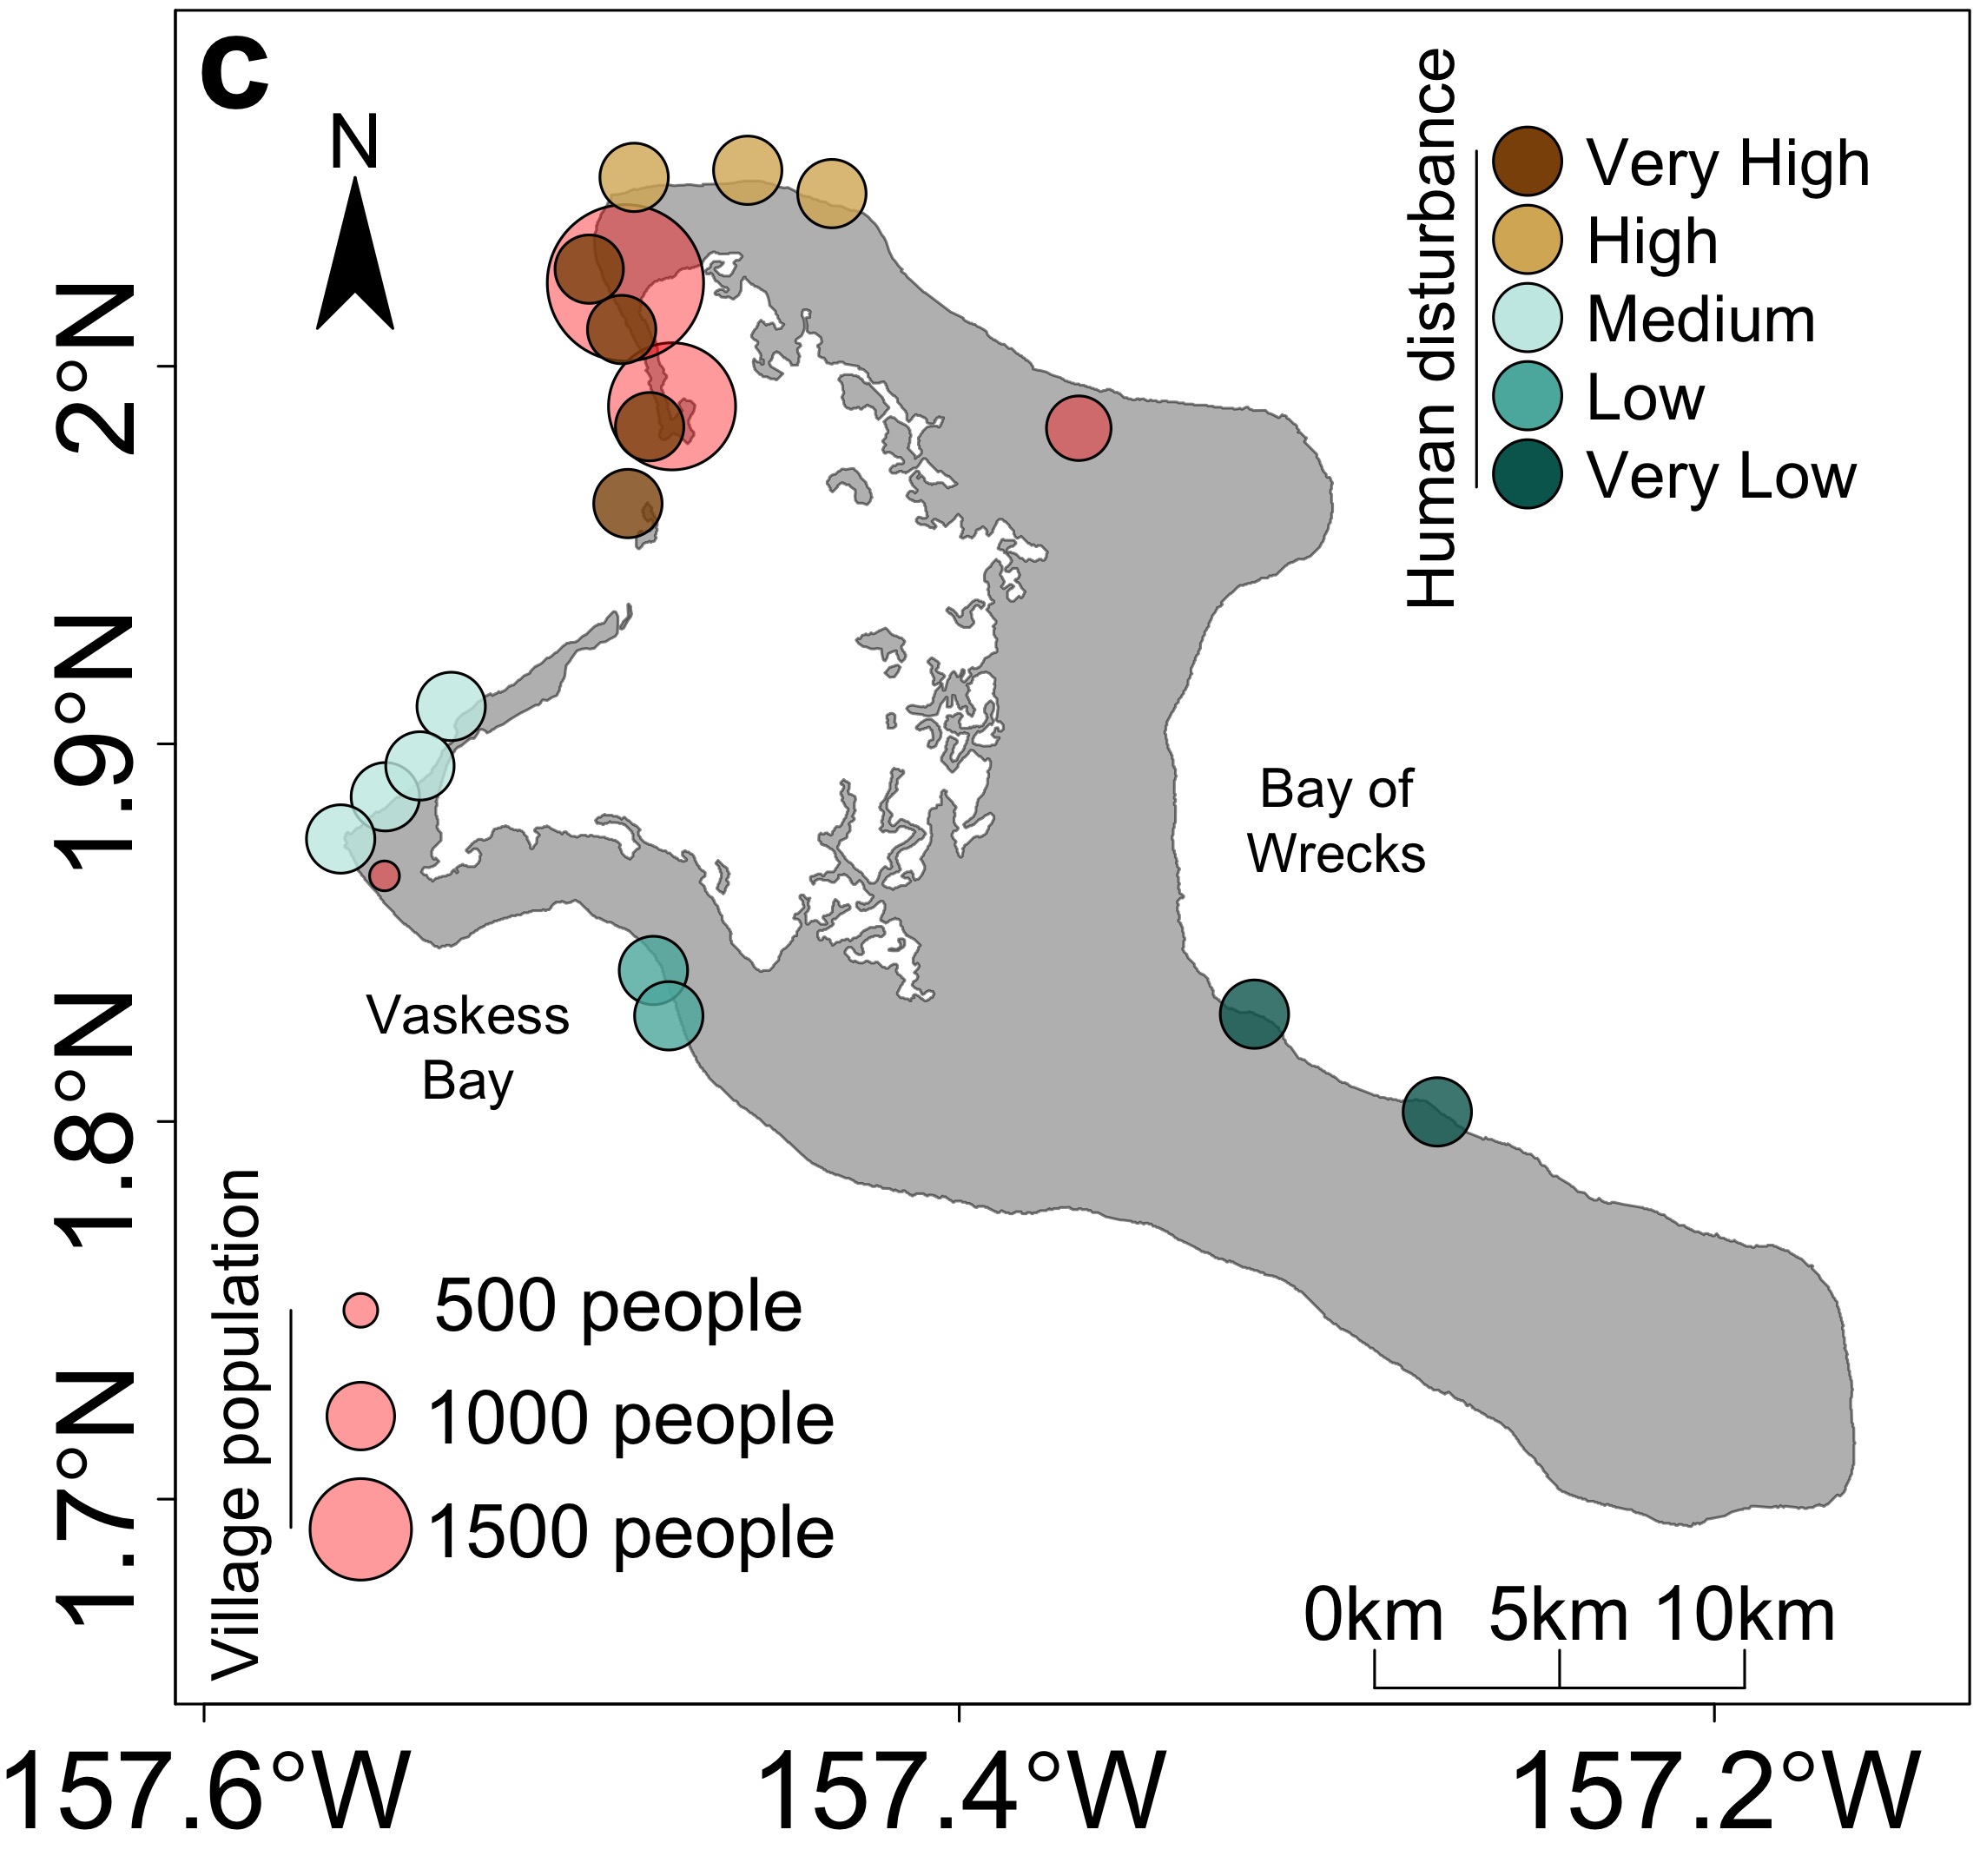 c
N
Human disturbance
Very High
High
Medium
Low
Very Low
2°N
1.9°N
1.8°N
1.7°N
Bay of
Wrecks
Vaskess
Bay
Village population
500 people
1000 people
1500 people
0km 5km 10km
157.6°W 157.4°W 157.2°W